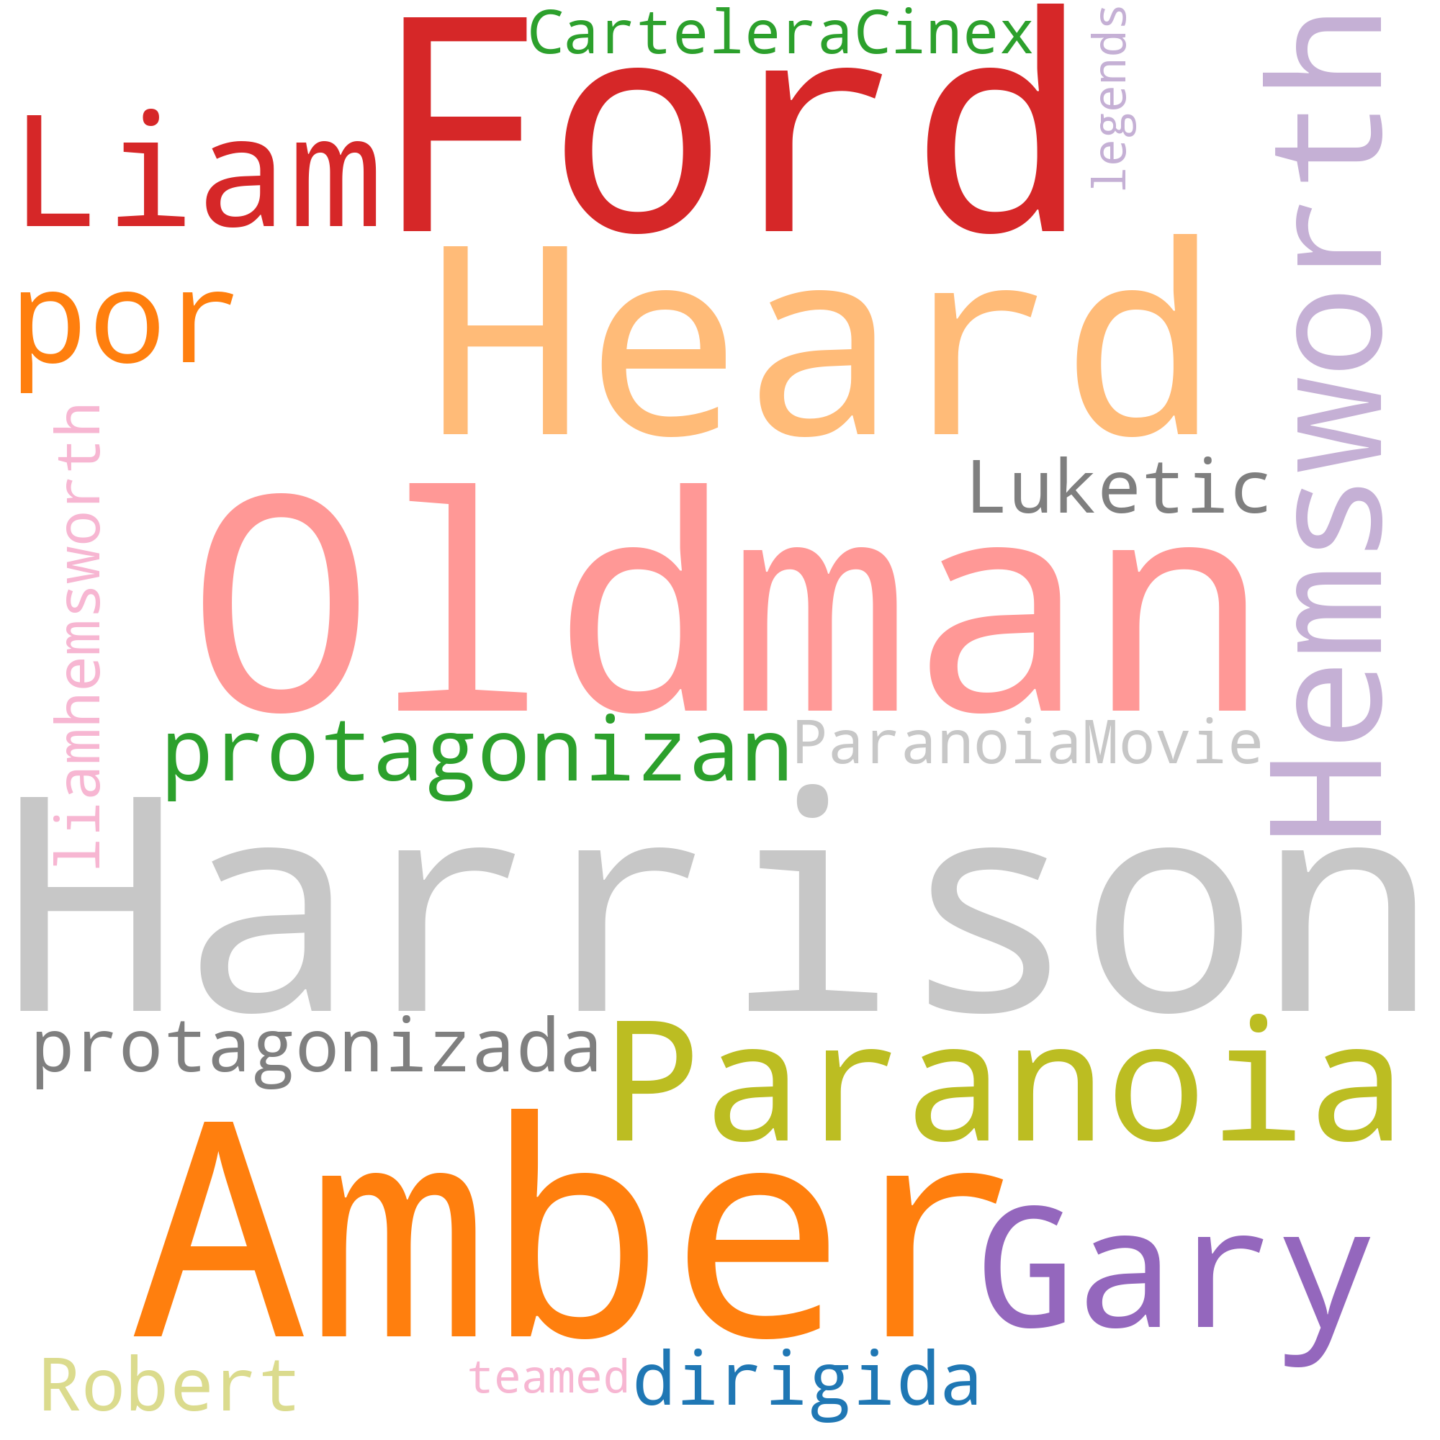 CarteleraCinex
Ford
legends
Hemsworth
Liam
Heard
por
liamhemsworth
Luketic
Oldman
protagonizan
ParanoiaMovie
Harrison
protagonizada
Paranoia
Amber
Gary
Robert
teamed
dirigida